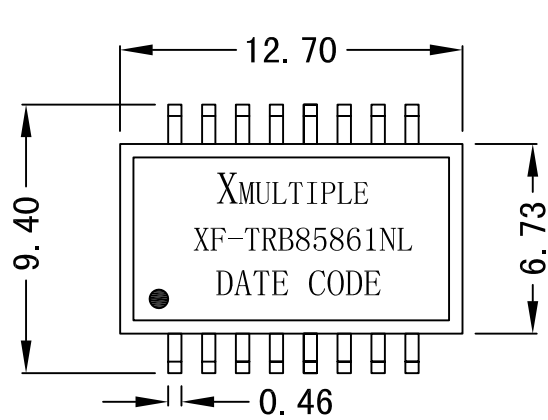 12.70
9.40
XMULTIPLE
XF-TRB85861NL
DATE CODE
6.73
0.46